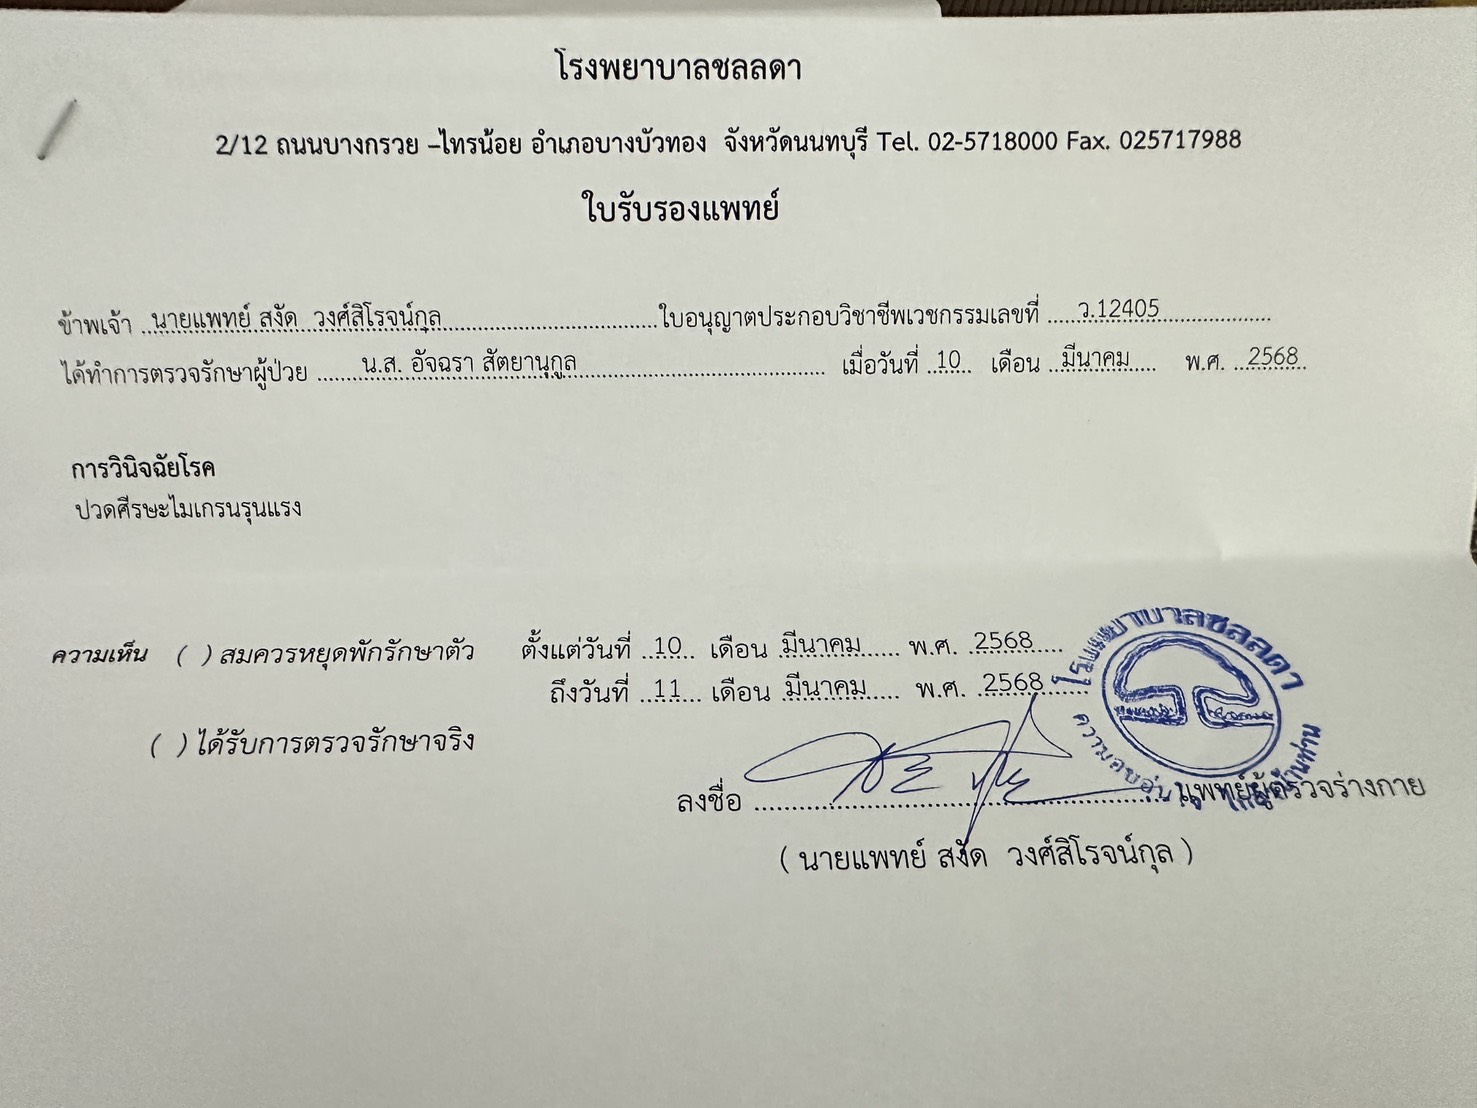 โรงพยาบาลชลลดา
2/12 ถนนบางกรวย –ไทรน้อย อำเภอบางบัวทอง จังหวัดนนทบุรี Tel. 02-5718000 Fax. 025717988
ใบรับรองแพทย์
ข้าพเจ้า นายแพทย์ สงัด วงศ์สิโรจน์กุล ใบอนุญาตประกอบวิชาชีพเวชกรรมเลขที่ ว.12405
ได้ทำการตรวจรักษาผู้ป่วย น.ส. อัจฉรา สัตยานุกูล เมื่อวันที่ 10 เดือน มีนาคม พ.ศ. 2568
การวินิจฉัยโรค
ปวดศีรษะไมเกรนรุนแรง
ความเห็น ( ) สมควรหยุดพักรักษาตัว ตั้งแต่วันที่ 10 เดือน มีนาคม พ.ศ. 2568
ถึงวันที่ 11 เดือน มีนาคม พ.ศ. 2568
( ) ได้รับการตรวจรักษาจริง
โรงพยาบาลชลลดา
ลงชื่อ แพทย์ผู้ตรวจร่างกาย
( นายแพทย์ สงัด วงศ์สิโรจน์กุล )